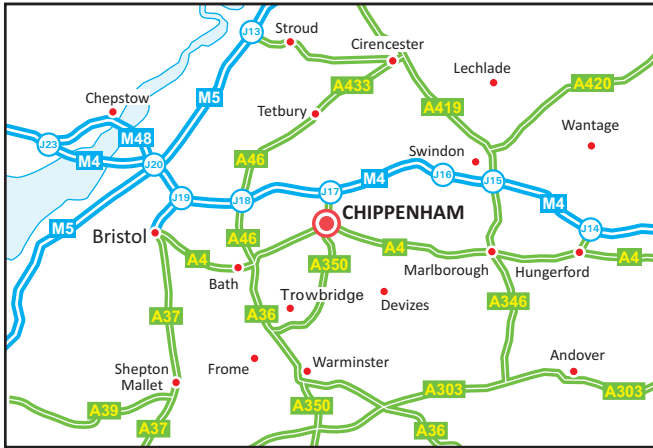 J13
Stroud
Cirencester
Lechlade
A420
A433
Chepstow
M5
A419
Tetbury
Wantage
M48
J23
M4
J20
A46
Swindon
J17
M4
J16
J15
J19
J18
M4
M5
CHIPPENHAM
J14
Bristol
A46
A4
A4
A350
Marlborough
Hungerford
A4
Bath
Trowbridge
Devizes
A346
A37
A36
Shepton
Mallet
Frome
Warminster
Andover
A303
A303
A39
A350
A37
A36